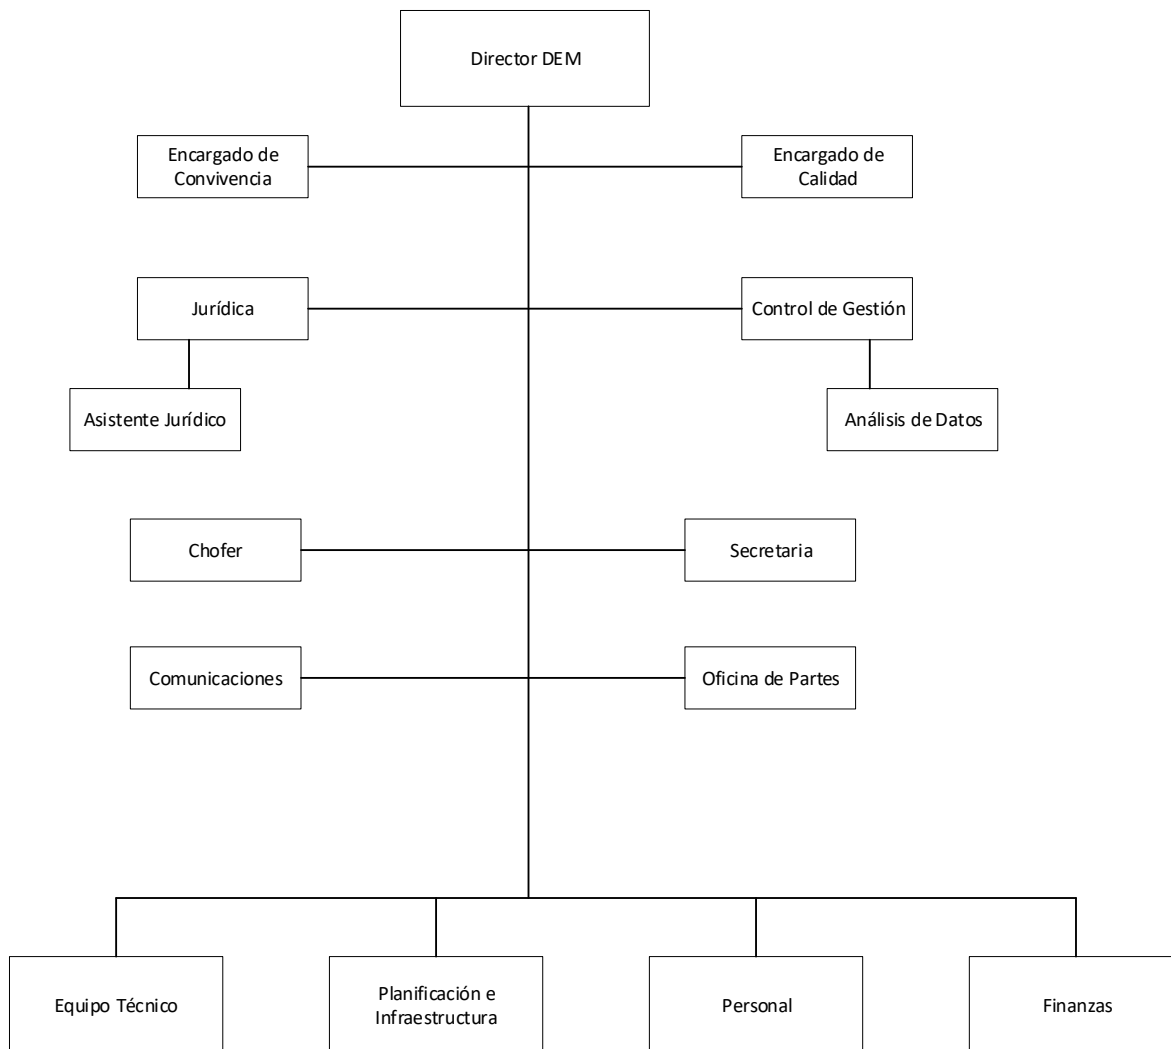 Director DEM
Encargado de
Convivencia
Encargado de
Calidad
Jurídica
Control de Gestión
Asistente Jurídico
Análisis de Datos
Chofer
Secretaria
Comunicaciones
Oficina de Partes
Equipo Técnico
Planificación e
Infraestructura
Personal
Finanzas